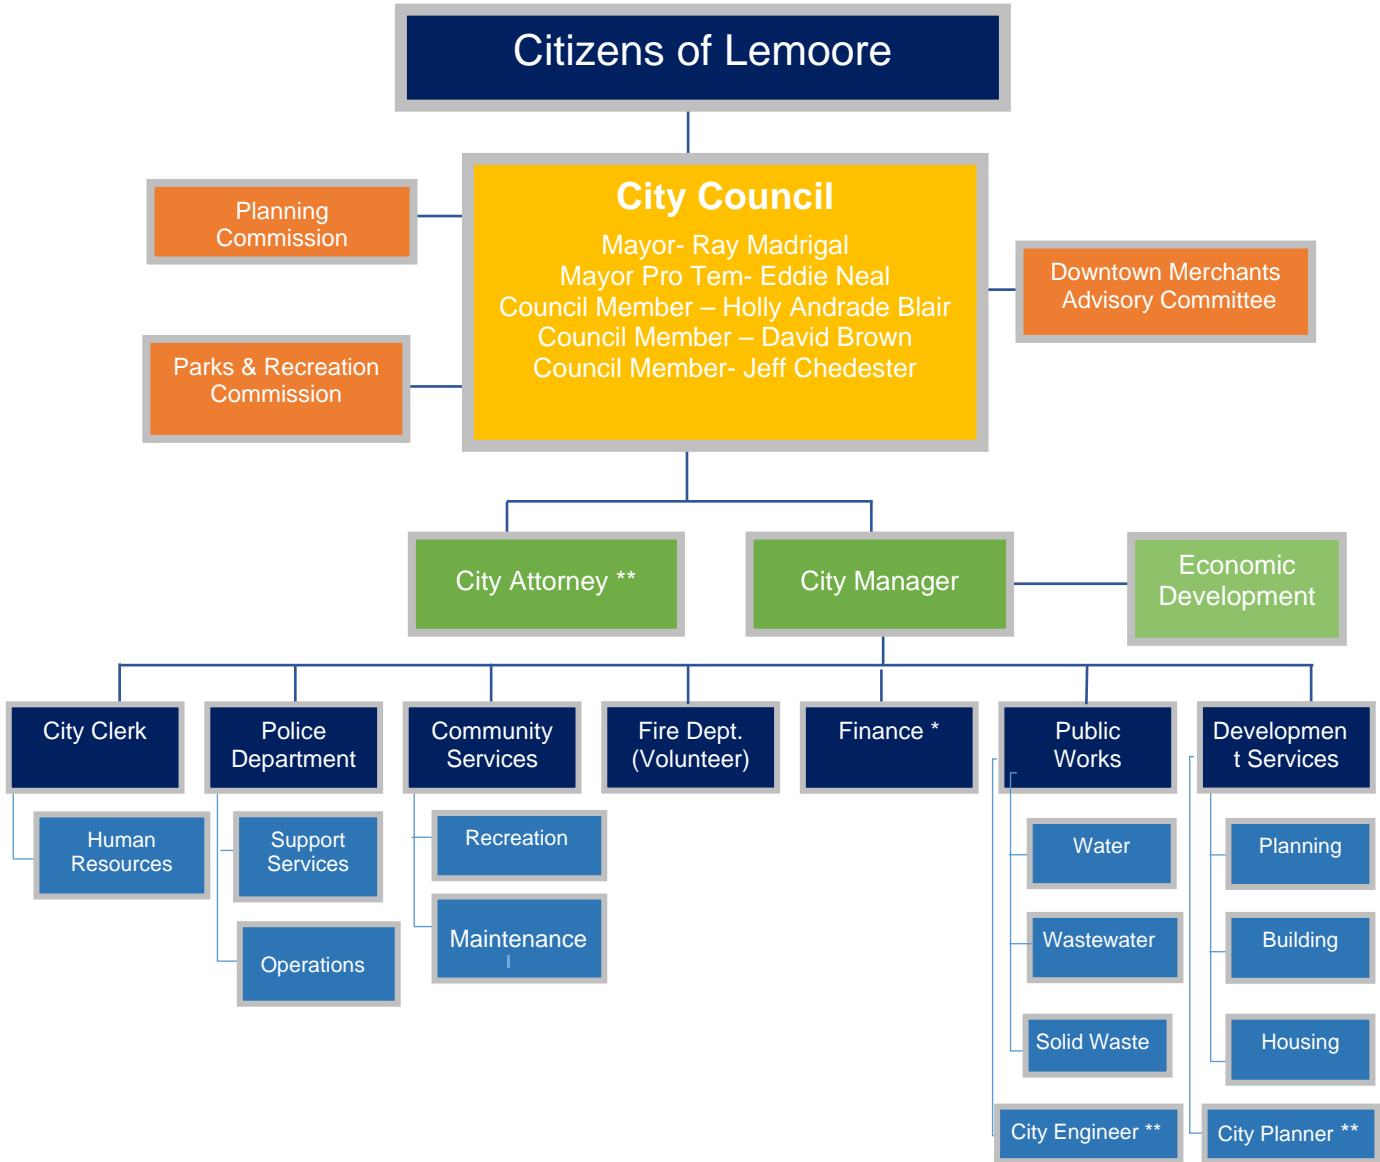 Citizens of Lemoore
City Council
Mayor- Ray Madrigal
Mayor Pro Tem- Eddie Neal
Council Member – Holly Andrade Blair
Council Member – David Brown
Council Member- Jeff Chedester
Planning
Commission
Parks & Recreation
Commission
Downtown Merchants
Advisory Committee
City Attorney **
City Manager
Economic
Development
City Clerk
Police
Department
Community
Services
Fire Dept.
(Volunteer)
Finance *
Public
Works
Developmen
t Services
Human
Resources
Support
Services
Operations
Recreation
Maintenance
Water
Wastewater
Solid Waste
City Engineer **
Planning
Building
Housing
City Planner **